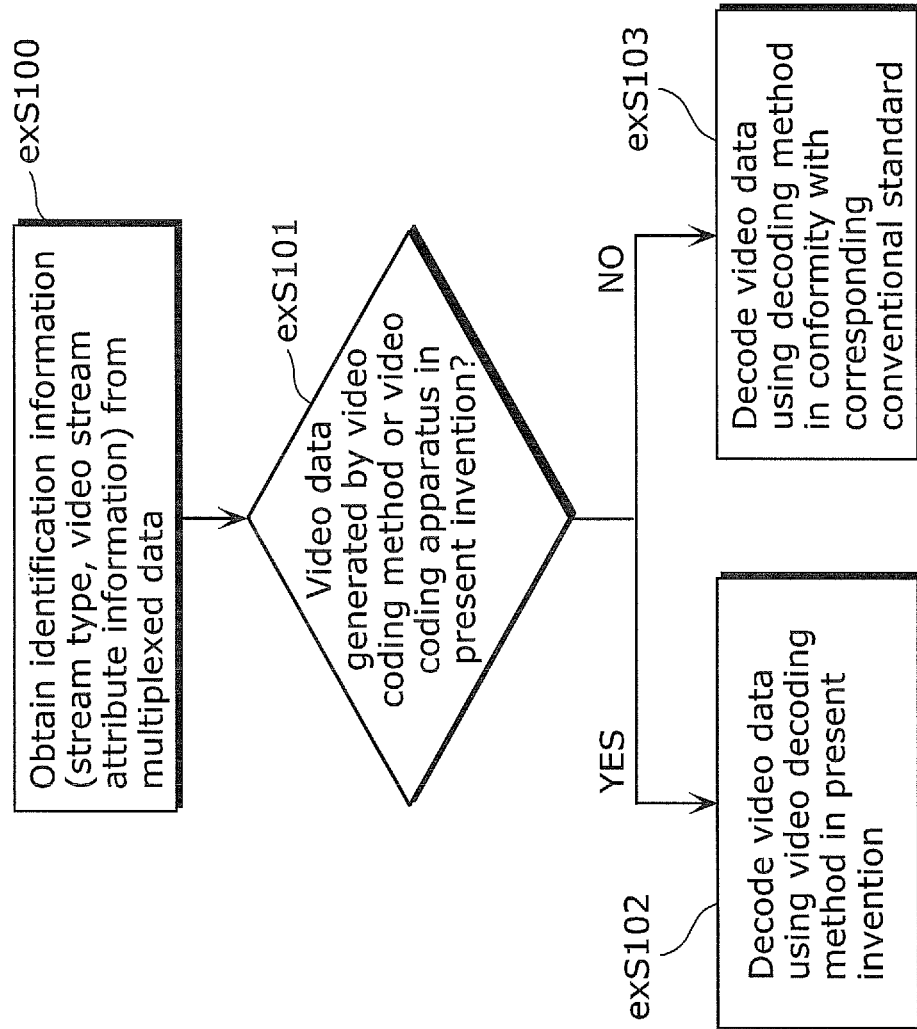 exS100
Obtain identification information
(stream type, video stream
attribute information) from
multiplexed data
exS101
Video data
generated by video
coding method or video
coding apparatus in
present invention?
YES
NO
exS102
Decode video data
using video decoding
method in present
invention
exS103
Decode video data
using decoding method
in conformity with
corresponding
conventional standard